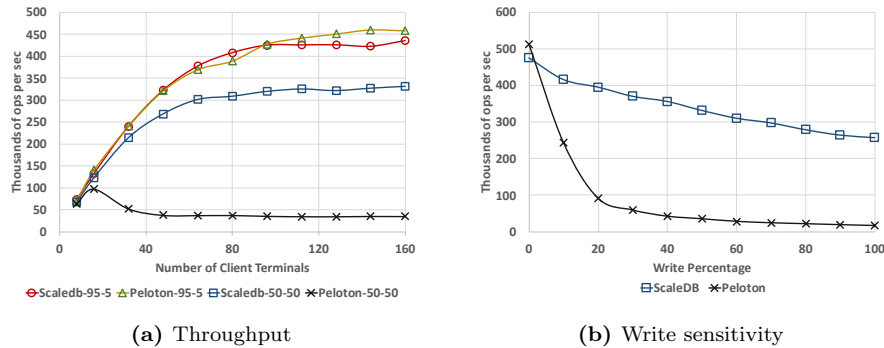 500
450
400
350
300
250
200
150
100
50
0
Thousands of ops per sec
0 40 80 120 160
Number of Client Terminals
Scaledb-95-5 Peloton-95-5 Scaledb-50-50 Peloton-50-50
(a) Throughput
600
500
400
300
200
100
0
Thousands of ops per sec
0 20 40 60 80 100
Write Percentage
ScaleDB Peloton
(b) Write sensitivity